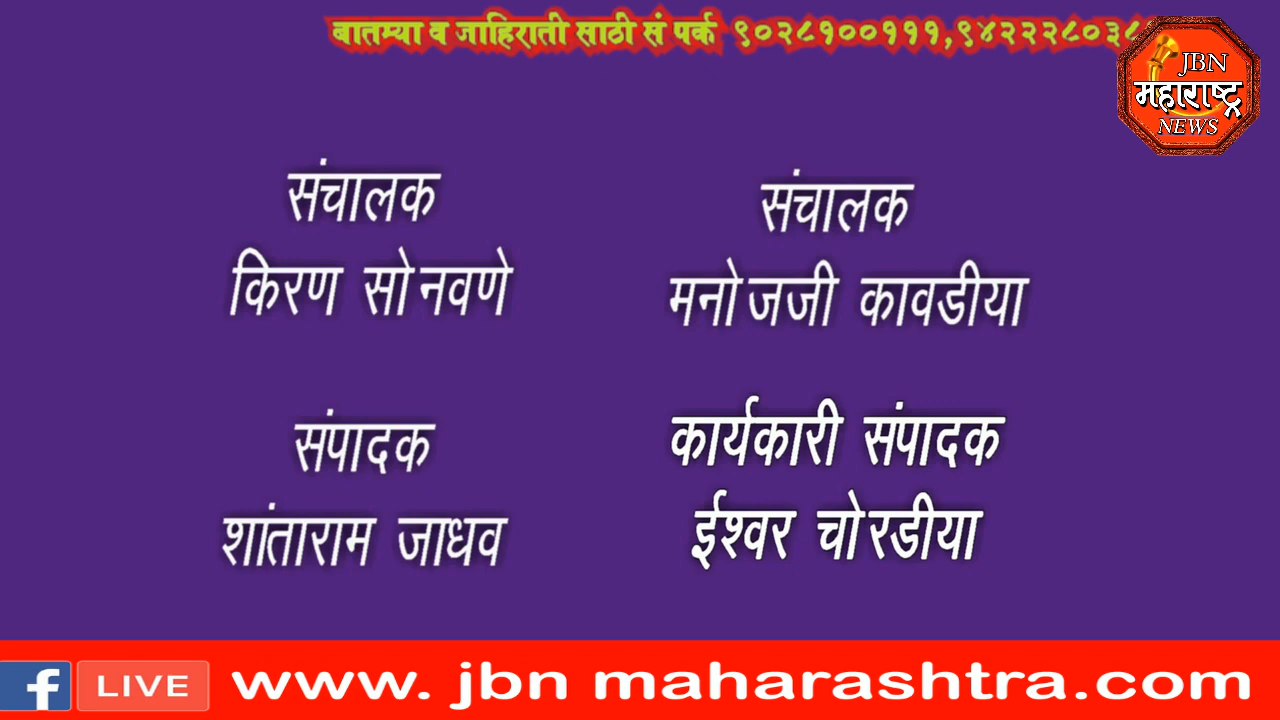 बातम्या व जाहिराती साठी सं पर्क ९०२८१००१११,९४२२२८०३८
JBN
महाराष्ट्र
NEWS
संचालक
किरण सोनवणे
संचालक
मनोजजी कावडीया
संपादक
शांताराम जाधव
कार्यकारी संपादक
ईश्वर चोरडीया
f LIVE www. jbn maharashtra.com